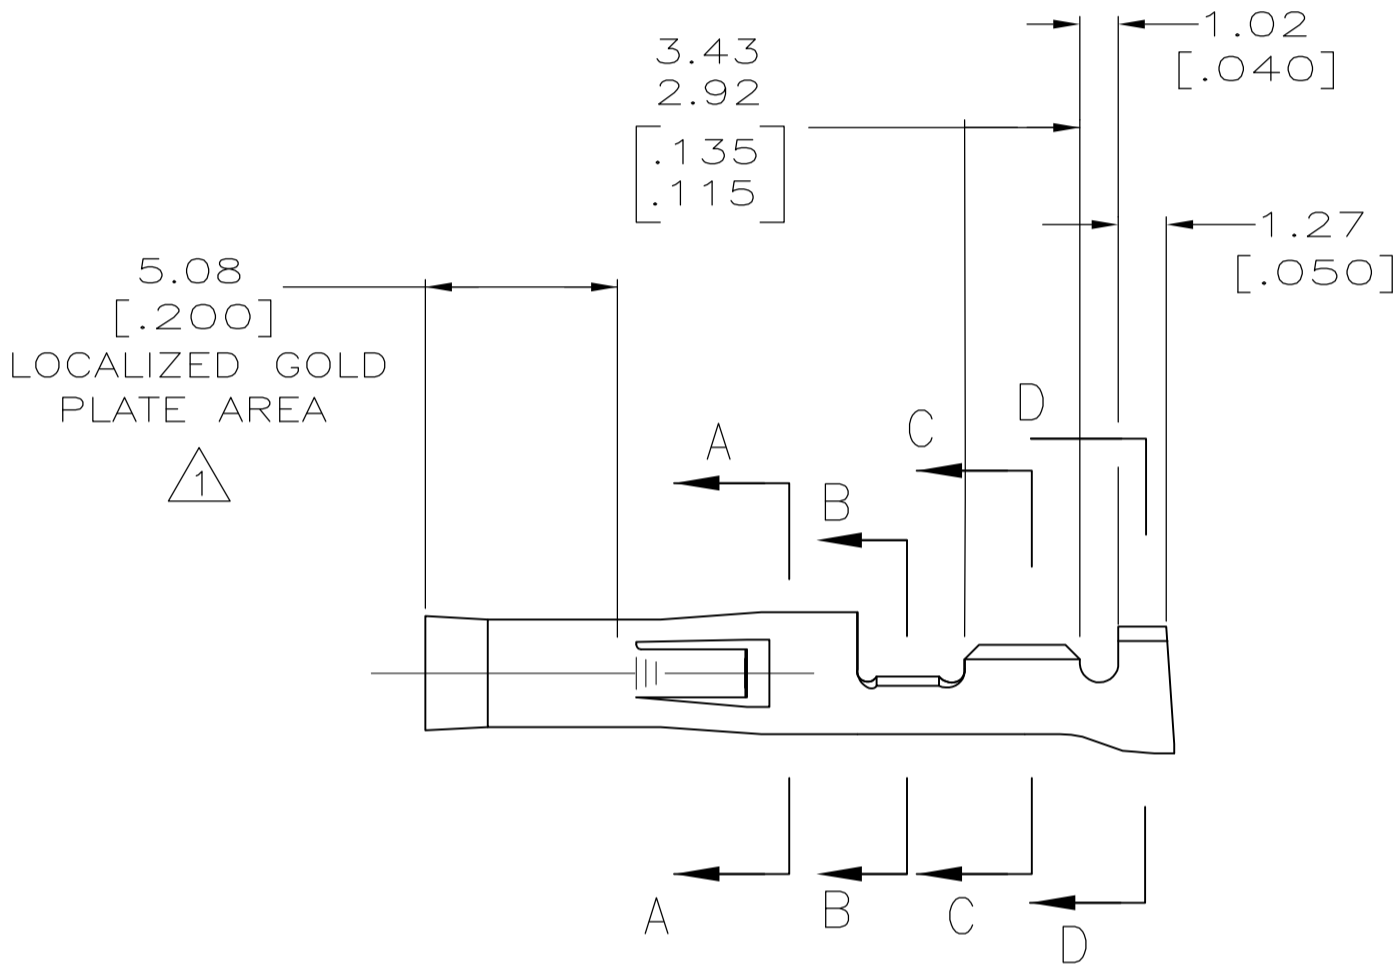 1.02
[.040]
3.43
2.92
[.135
.115]
1.27
[.050]
5.08
[.200]
LOCALIZED GOLD
PLATE AREA
1
A
B
C
D
A
B
C
D